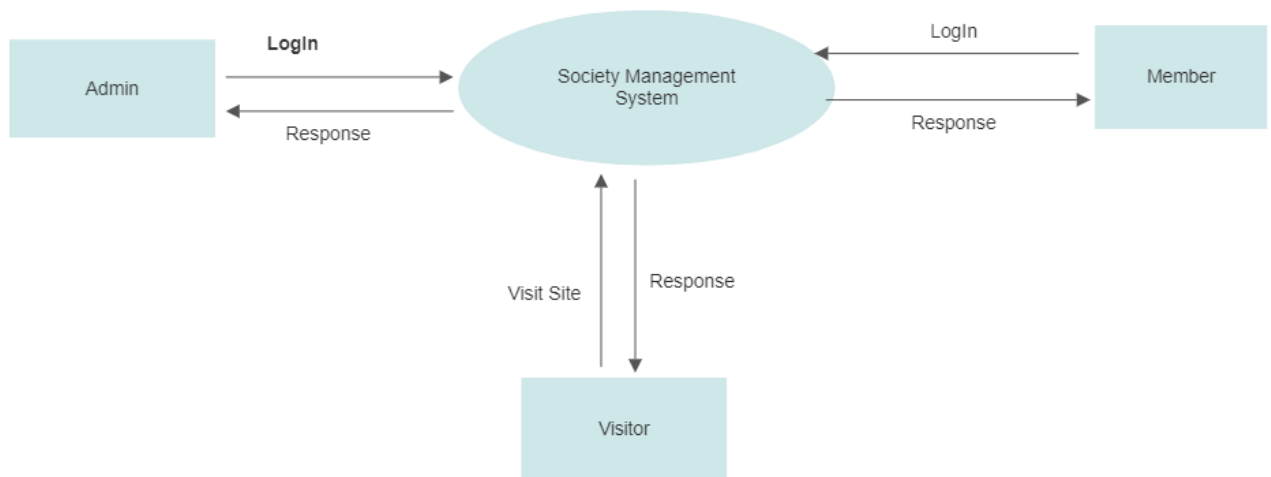 LogIn
Admin
Response
Society Management
System
LogIn
Member
Response
Visit Site
Response
Visitor